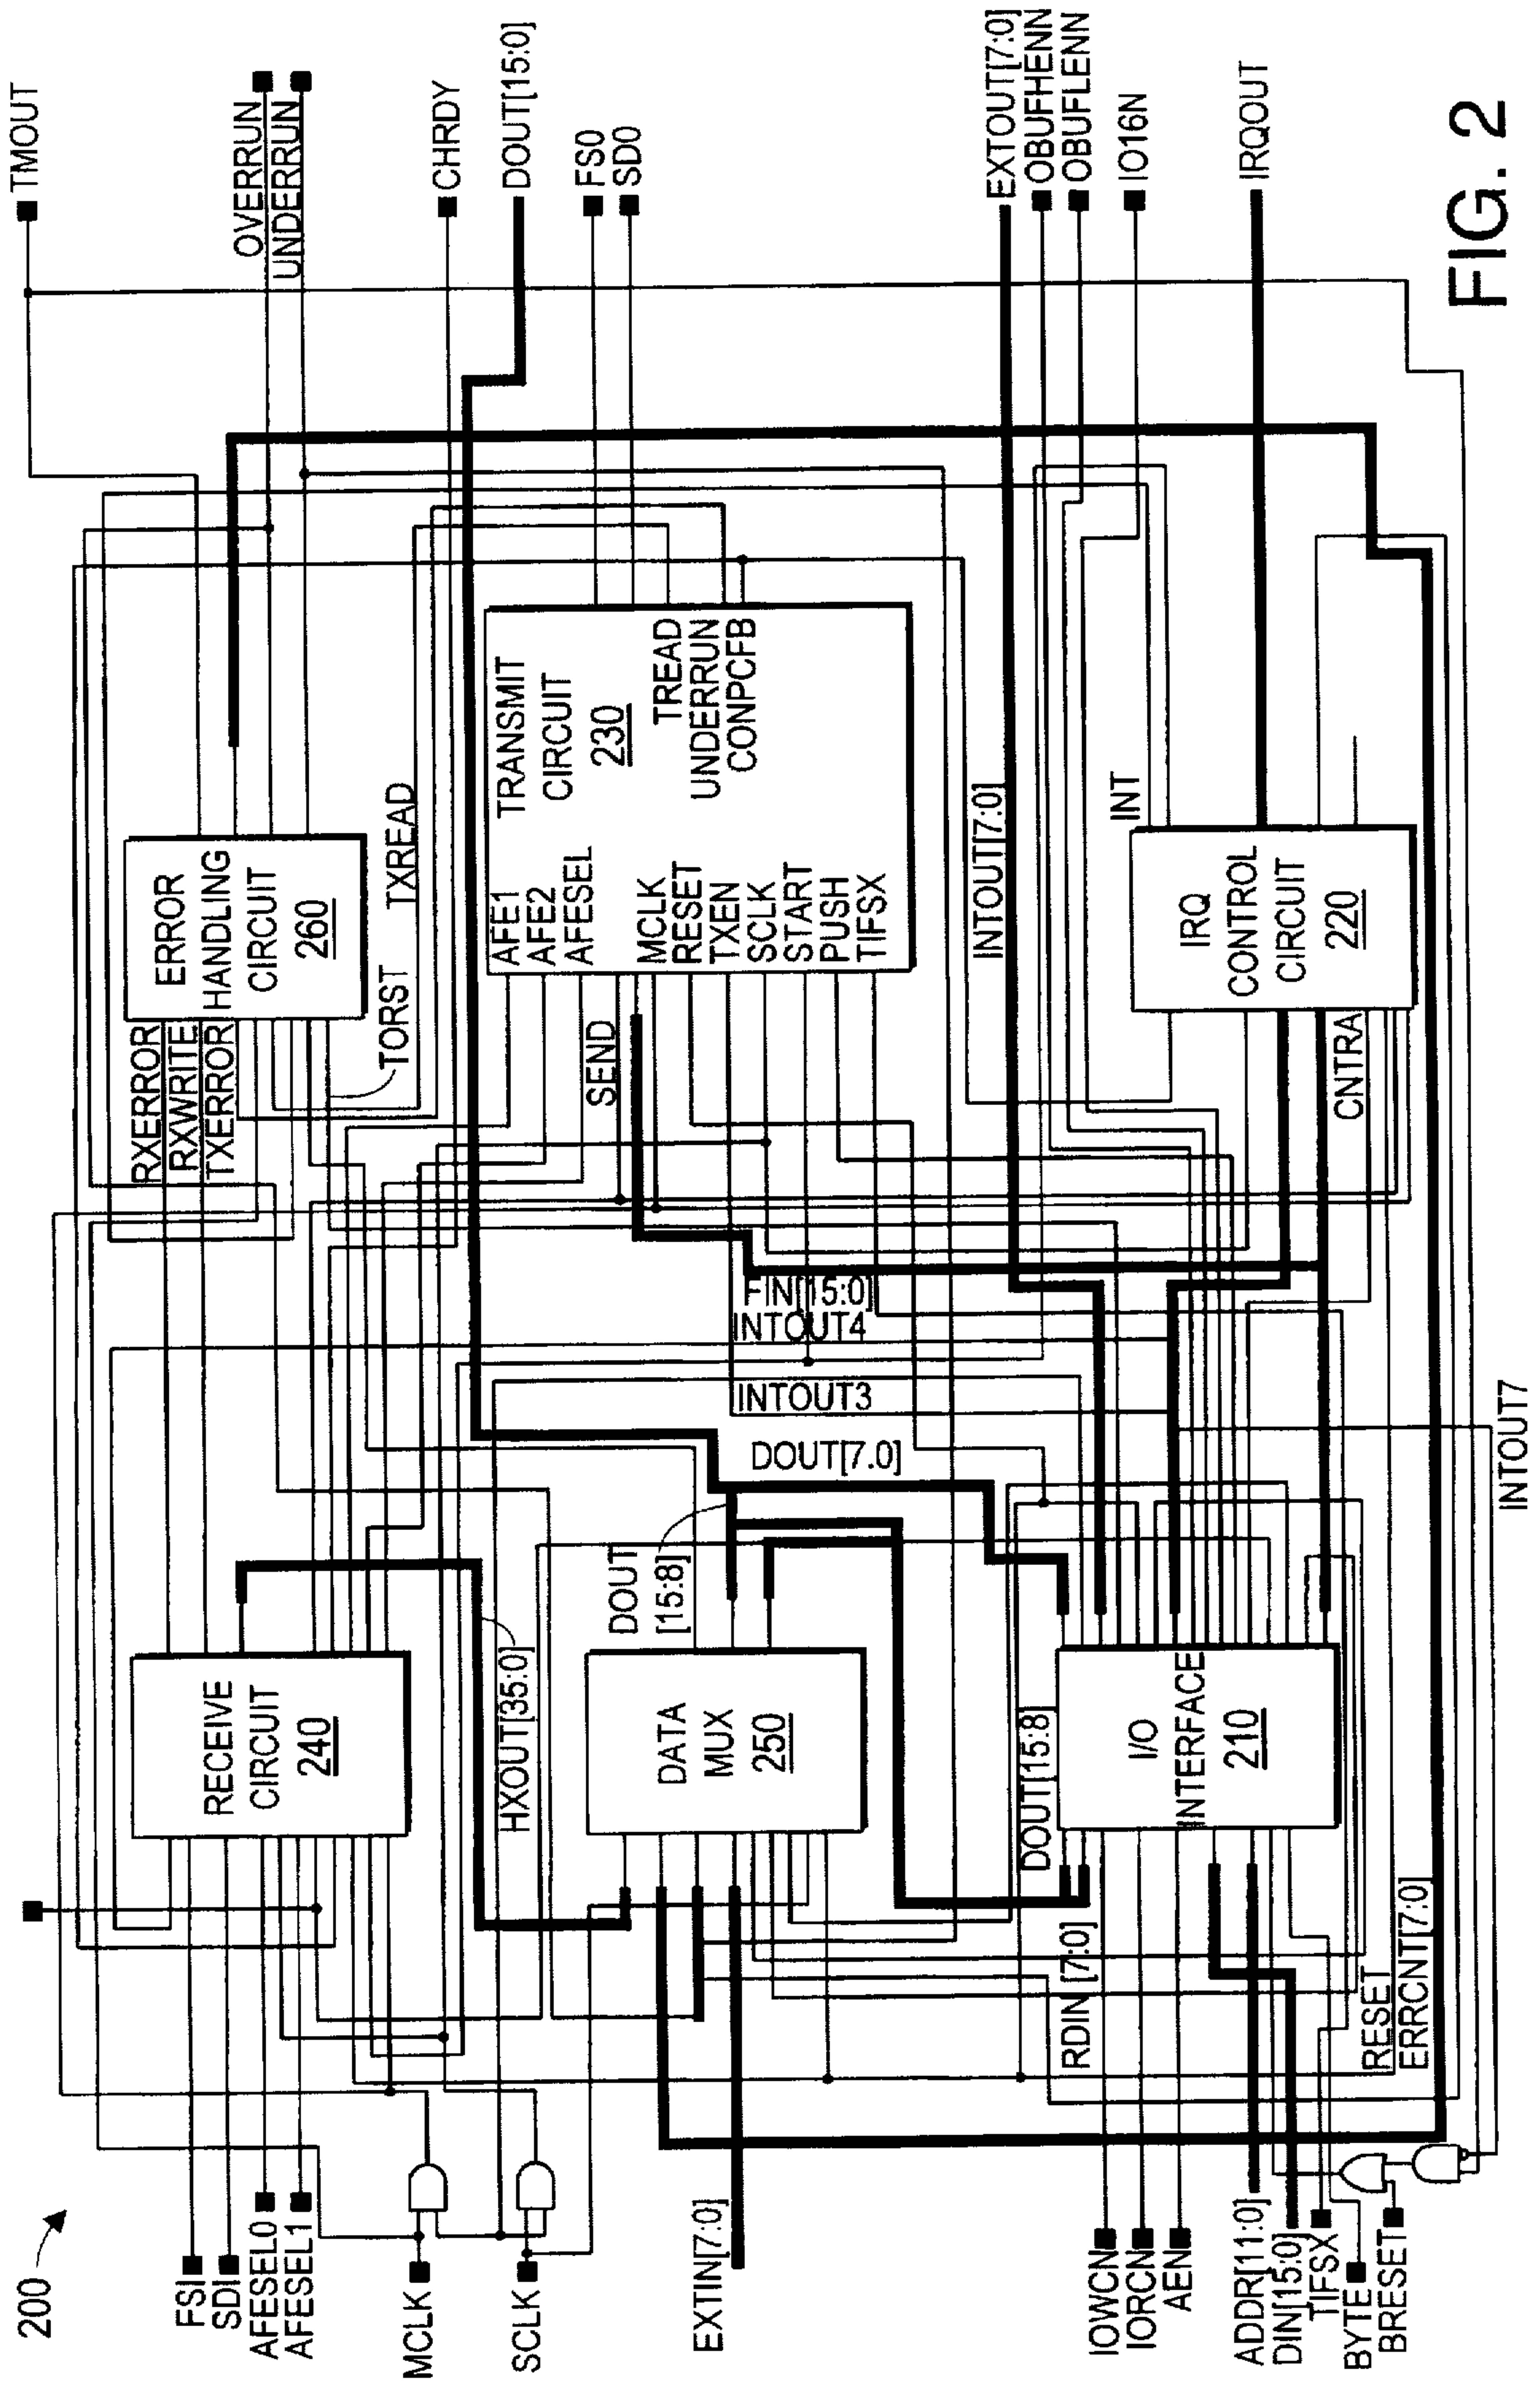 200
FSI
SDI
AFESEL0
AFESEL1
MCLK
SCLK
EXTIN[7:0]
IOWCN
IORCN
AEN
ADDR[11:0]
DIN[15:0]
TIFSX
BYTE
BRESET
RECEIVE
CIRCUIT
240
HXOUT[35:0]
DATA
MUX
250
DOUT
[15:8]
DOUT[7.0]
DOUT[15:8]
RDIN [7:0]
I/O
INTERFACE
210
RESET
ERRCNT[7:0]
INTOUT7
INTOUT3
INTOUT4
FIN[15:0]
RXERROR
RXWRITE
TXERROR
ERROR
HANDLING
CIRCUIT
260
TORST
TXREAD
SEND
TRANSMIT
CIRCUIT
230
AFE1
AFE2
AFESEL
MCLK
RESET
TXEN
SCLK
START
PUSH
TIFSX
TREAD
UNDERRUN
CONPCFB
INTOUT[7:0]
INT
IRQ
CONTROL
CIRCUIT
220
CNTRA
TMOUT
OVERRUN
UNDERRUN
CHRDY
DOUT[15:0]
FS0
SD0
EXTOUT[7:0]
OBUFHENN
OBUFLENN
IO16N
IRQOUT
FIG. 2